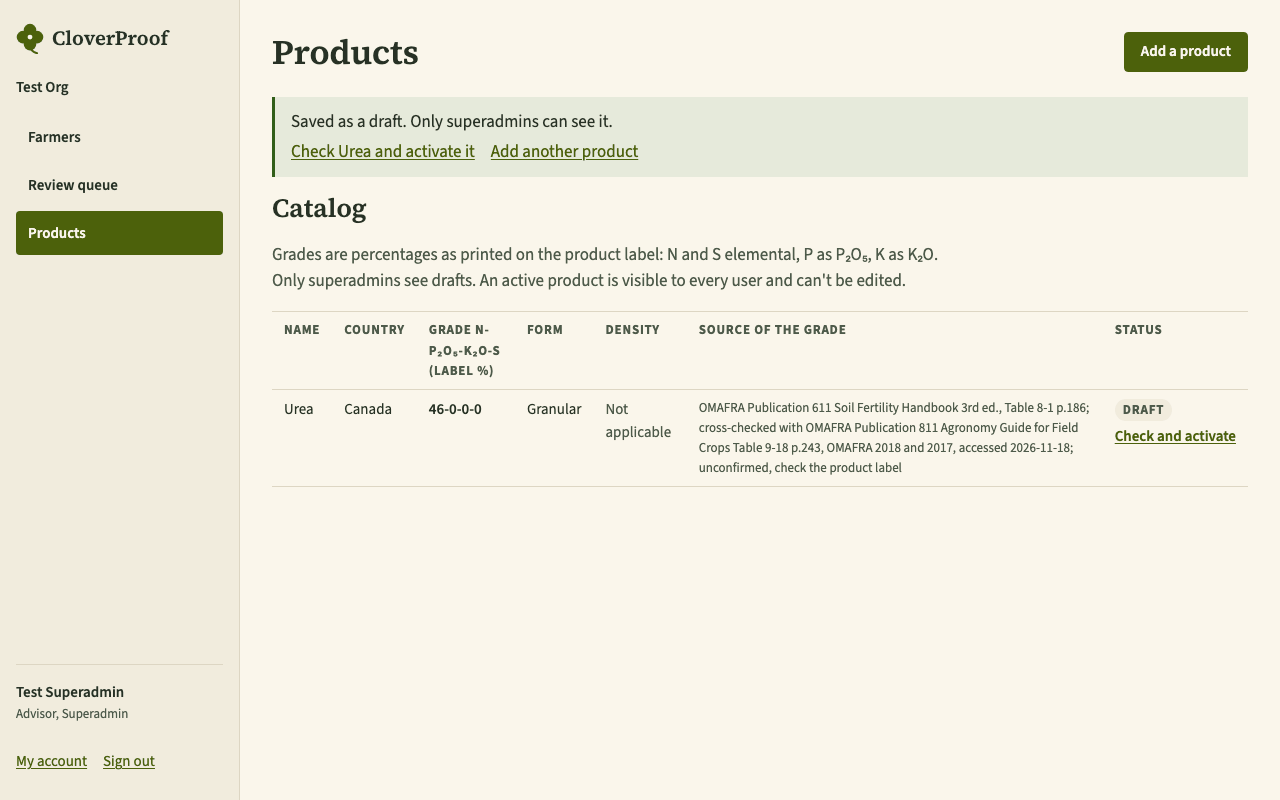 CloverProof
Test Org
Farmers
Review queue
Products
Test Superadmin
Advisor, Superadmin
My account Sign out
Products
Add a product
Saved as a draft. Only superadmins can see it.
Check Urea and activate it Add another product
Catalog
Grades are percentages as printed on the product label: N and S elemental, P as P₂O₅, K as K₂O.
Only superadmins see drafts. An active product is visible to every user and can't be edited.
NAME COUNTRY GRADE N- FORM DENSITY SOURCE OF THE GRADE STATUS
P₂O₅-K₂O-S
(LABEL %)
Urea Canada 46-0-0-0 Granular Not applicable
OMAFRA Publication 611 Soil Fertility Handbook 3rd ed., Table 8-1 p.186;
cross-checked with OMAFRA Publication 811 Agronomy Guide for Field
Crops Table 9-18 p.243, OMAFRA 2018 and 2017, accessed 2026-11-18;
unconfirmed, check the product label
DRAFT
Check and activate